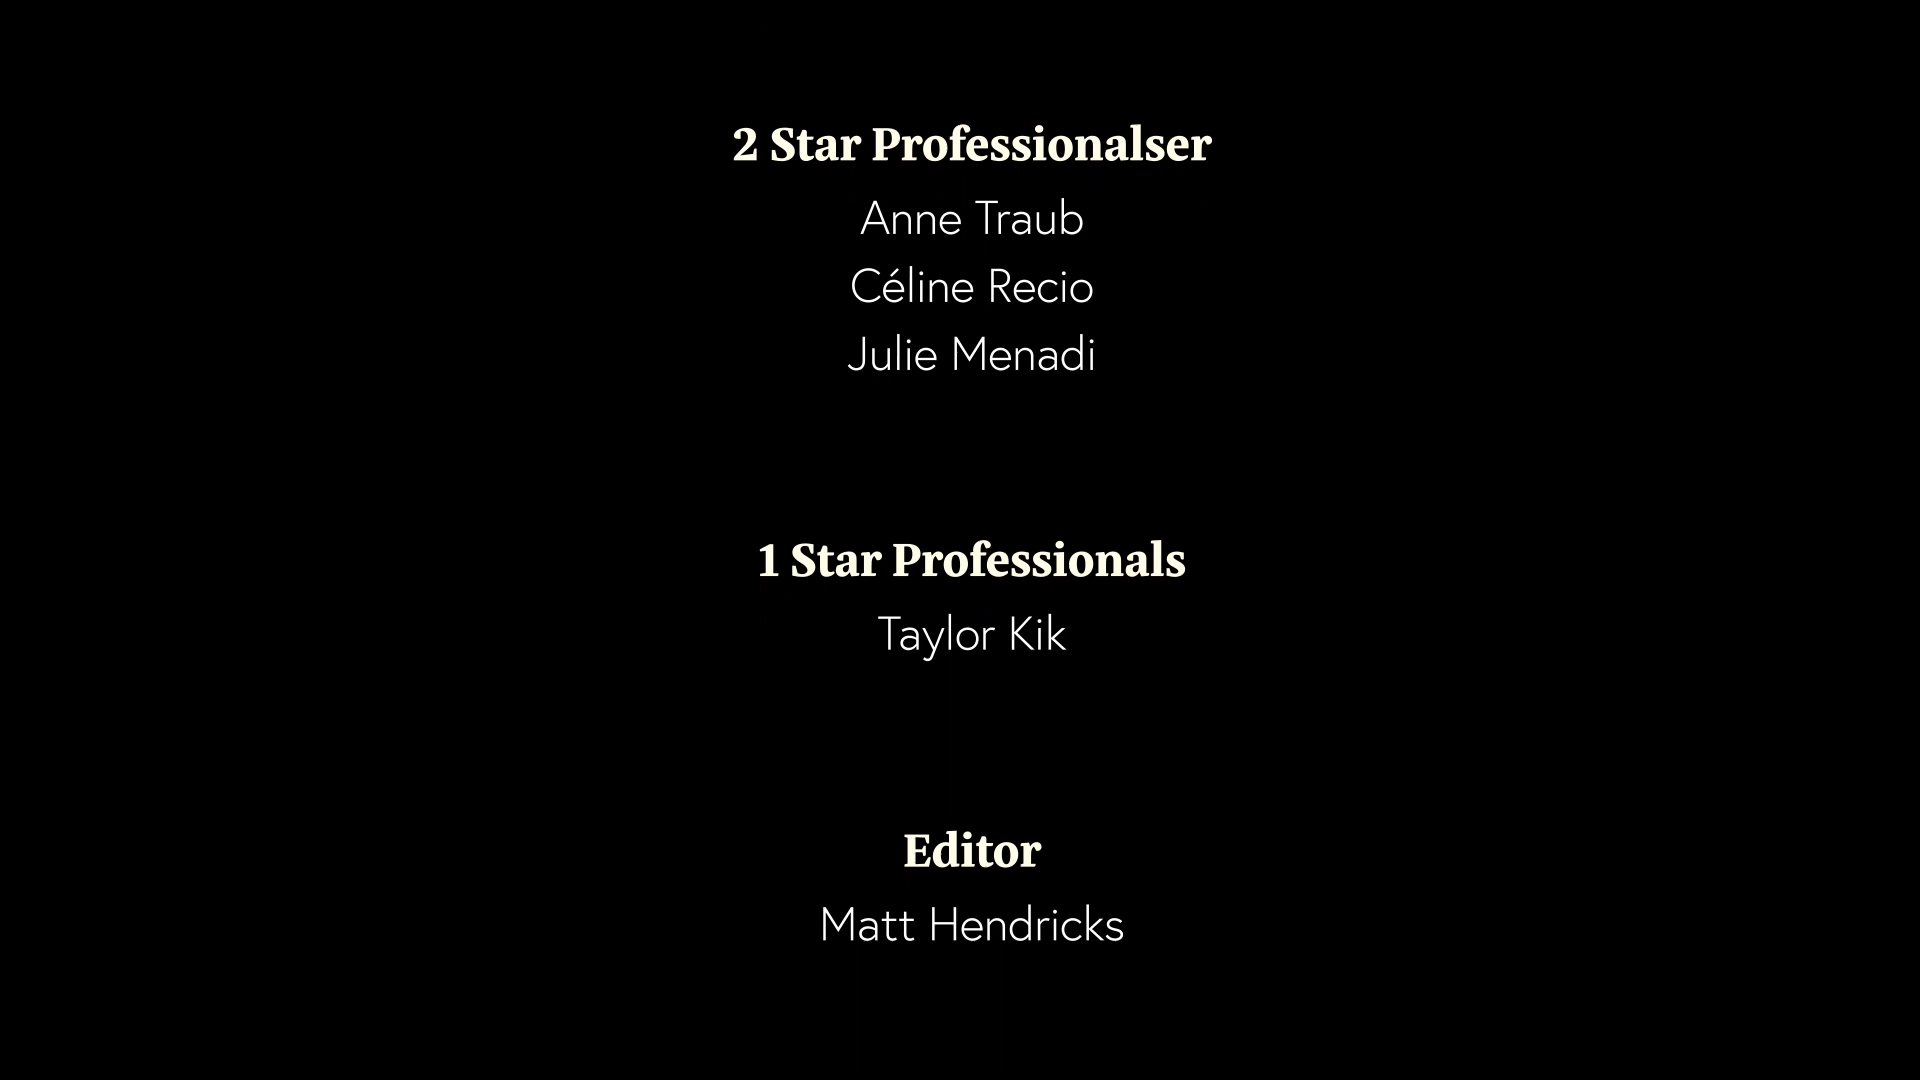 2 Star Professionalser
Anne Traub
Céline Recio
Julie Menadi
1 Star Professionals
Taylor Kik
Editor
Matt Hendricks